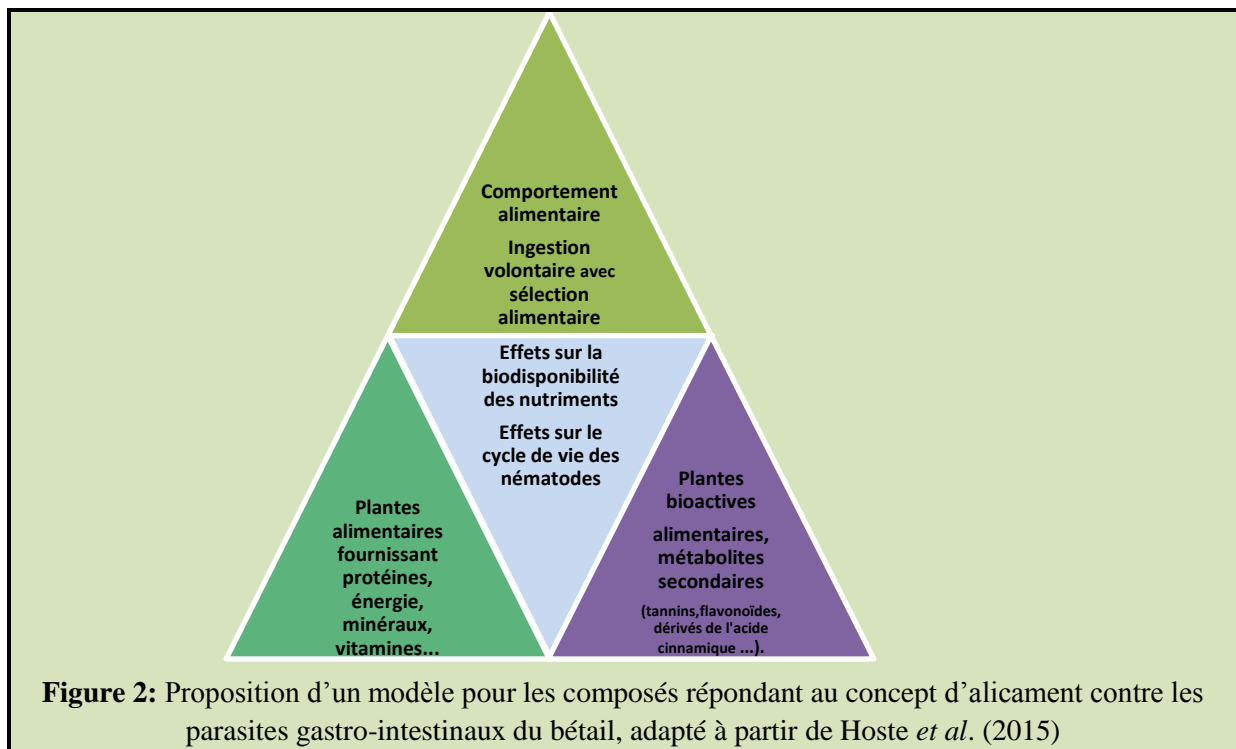 Comportement
alimentaire
Ingestion
volontaire avec
sélection
alimentaire
Effets sur la
biodisponibilité
des nutriments
Effets sur le
cycle de vie des
nématodes
Plantes
alimentaires
fournissant
protéines,
énergie,
minéraux,
vitamines...
Plantes
bioactives
alimentaires,
métabolites
secondaires
(tannins,flavonoïdes,
dérivés de l'acide
cinnamique ...).
Figure 2: Proposition d’un modèle pour les composés répondant au concept d’alicament contre les
parasites gastro-intestinaux du bétail, adapté à partir de Hoste et al. (2015)